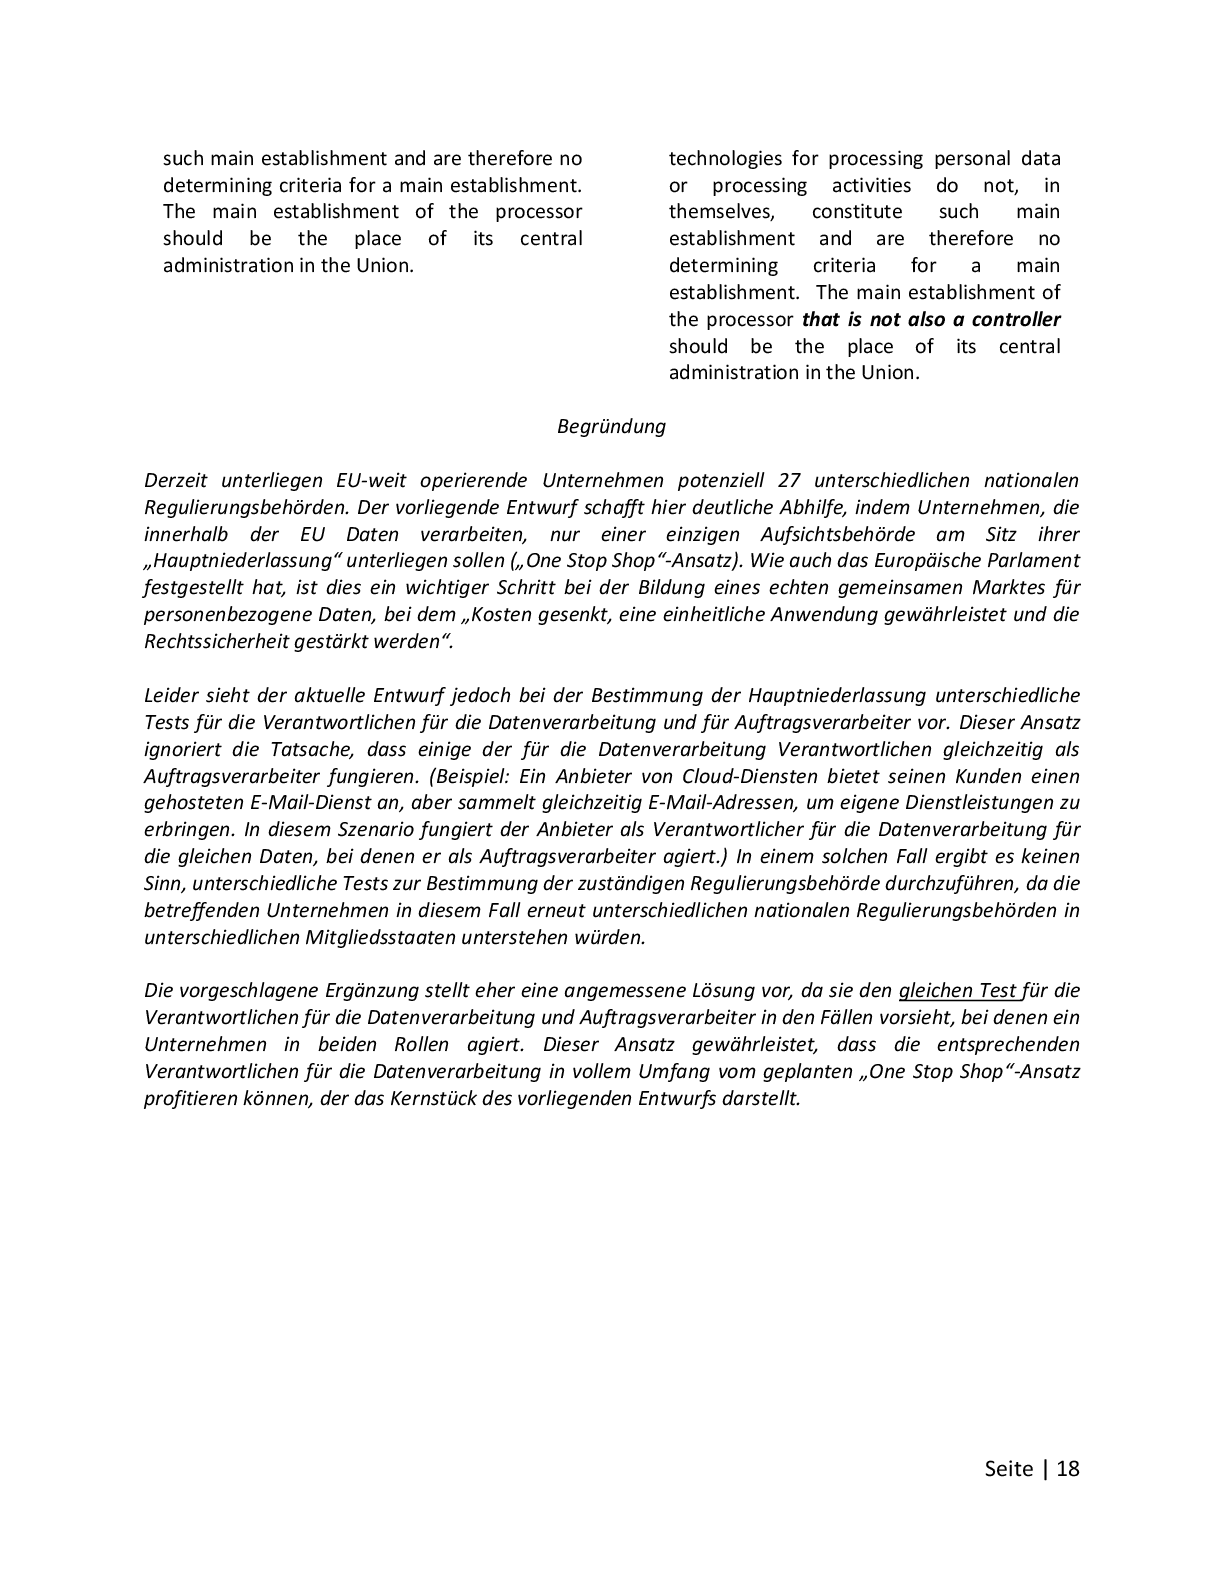 such main establishment and are therefore no
determining criteria for a main establishment.
The main establishment of the processor
should be the place of its central
administration in the Union.
technologies for processing personal data
or processing activities do not, in
themselves, constitute such main
establishment and are therefore no
determining criteria for a main
establishment. The main establishment of
the processor that is not also a controller
should be the place of its central
administration in the Union.
Begründung
Derzeit unterliegen EU-weit operierende Unternehmen potenziell 27 unterschiedlichen nationalen
Regulierungsbehörden. Der vorliegende Entwurf schafft hier deutliche Abhilfe, indem Unternehmen, die
innerhalb der EU Daten verarbeiten, nur einer einzigen Aufsichtsbehörde am Sitz ihrer
„Hauptniederlassung“ unterliegen sollen („One Stop Shop“-Ansatz). Wie auch das Europäische Parlament
festgestellt hat, ist dies ein wichtiger Schritt bei der Bildung eines echten gemeinsamen Marktes für
personenbezogene Daten, bei dem „Kosten gesenkt, eine einheitliche Anwendung gewährleistet und die
Rechtssicherheit gestärkt werden“.
Leider sieht der aktuelle Entwurf jedoch bei der Bestimmung der Hauptniederlassung unterschiedliche
Tests für die Verantwortlichen für die Datenverarbeitung und für Auftragsverarbeiter vor. Dieser Ansatz
ignoriert die Tatsache, dass einige der für die Datenverarbeitung Verantwortlichen gleichzeitig als
Auftragsverarbeiter fungieren. (Beispiel: Ein Anbieter von Cloud-Diensten bietet seinen Kunden einen
gehosteten E-Mail-Dienst an, aber sammelt gleichzeitig E-Mail-Adressen, um eigene Dienstleistungen zu
erbringen. In diesem Szenario fungiert der Anbieter als Verantwortlicher für die Datenverarbeitung für
die gleichen Daten, bei denen er als Auftragsverarbeiter agiert.) In einem solchen Fall ergibt es keinen
Sinn, unterschiedliche Tests zur Bestimmung der zuständigen Regulierungsbehörde durchzuführen, da die
betreffenden Unternehmen in diesem Fall erneut unterschiedlichen nationalen Regulierungsbehörden in
unterschiedlichen Mitgliedsstaaten unterstehen würden.
Die vorgeschlagene Ergänzung stellt eher eine angemessene Lösung vor, da sie den gleichen Test für die
Verantwortlichen für die Datenverarbeitung und Auftragsverarbeiter in den Fällen vorsieht, bei denen ein
Unternehmen in beiden Rollen agiert. Dieser Ansatz gewährleistet, dass die entsprechenden
Verantwortlichen für die Datenverarbeitung in vollem Umfang vom geplanten „One Stop Shop“-Ansatz
profitieren können, der das Kernstück des vorliegenden Entwurfs darstellt.
Seite | 18